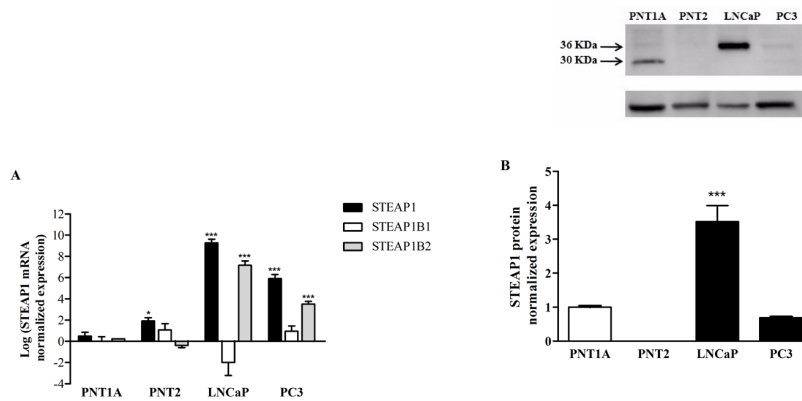 PNT1A PNT2 LNCaP PC3
36 KDa
30 KDa
A
Log (STEAP1 mRNA
normalized expression)
12
10
8
6
4
2
0
-2
-4
*
***
***
***
***
PNT1A PNT2 LNCaP PC3
STEAP1
STEAP1B1
STEAP1B2
B
STEAP1 protein
normalized expression
5
4
3
2
1
0
***
PNT1A PNT2 LNCaP PC3